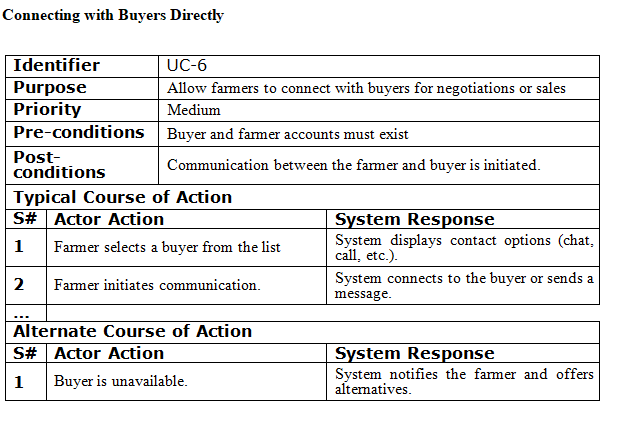 Connecting with Buyers Directly
Identifier UC-6
Purpose Allow farmers to connect with buyers for negotiations or sales
Priority Medium
Pre-conditions Buyer and farmer accounts must exist
Post-
conditions Communication between the farmer and buyer is initiated.
Typical Course of Action
S# Actor Action System Response
1 Farmer selects a buyer from the list System displays contact options (chat,
call, etc.).
2 Farmer initiates communication. System connects to the buyer or sends a
message.
...
Alternate Course of Action
S# Actor Action System Response
1 Buyer is unavailable. System notifies the farmer and offers
alternatives.